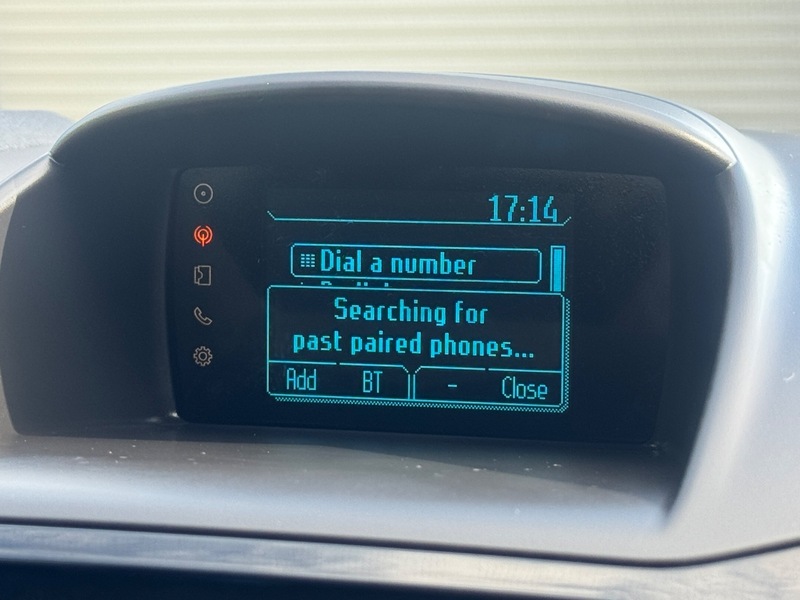 17:14
Dial a number
Searching for
past paired phones...
Add BT - Close